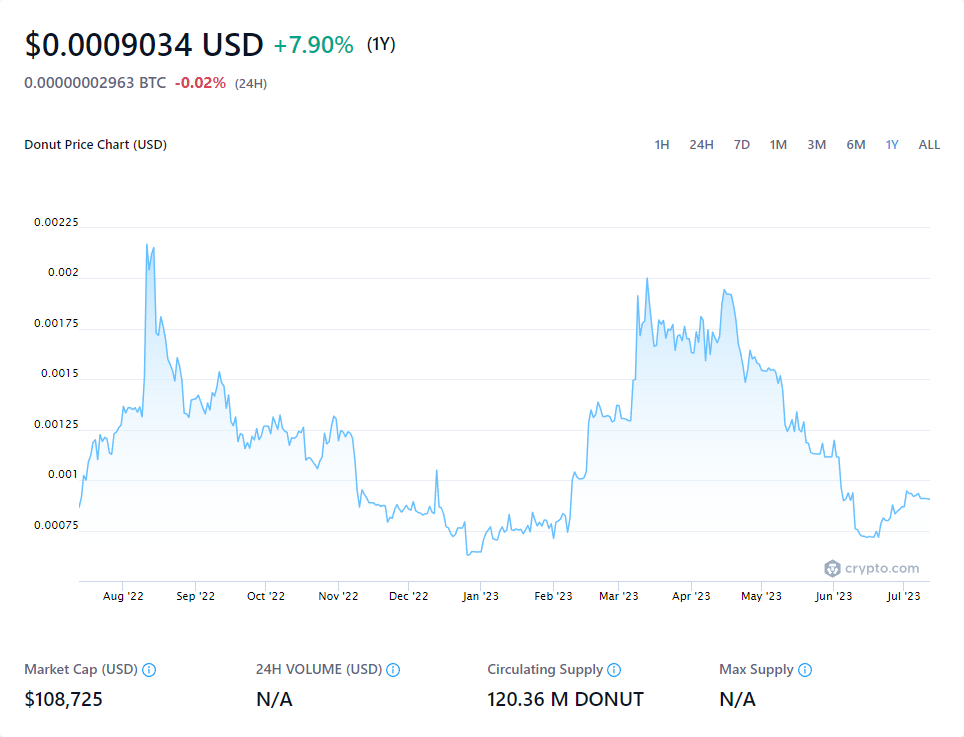 $0.0009034 USD +7.90% (1Y)
0.00000002963 BTC -0.02% (24H)
Donut Price Chart (USD) 1H 24H 7D 1M 3M 6M 1Y ALL
0.00225
0.002
0.00175
0.0015
0.00125
0.001
0.00075
crypto.com
Aug '22 Sep '22 Oct '22 Nov '22 Dec '22 Jan '23 Feb '23 Mar '23 Apr '23 May '23 Jun '23 Jul '23
Market Cap (USD) 24H VOLUME (USD) Circulating Supply Max Supply
$108,725 N/A 120.36 M DONUT N/A